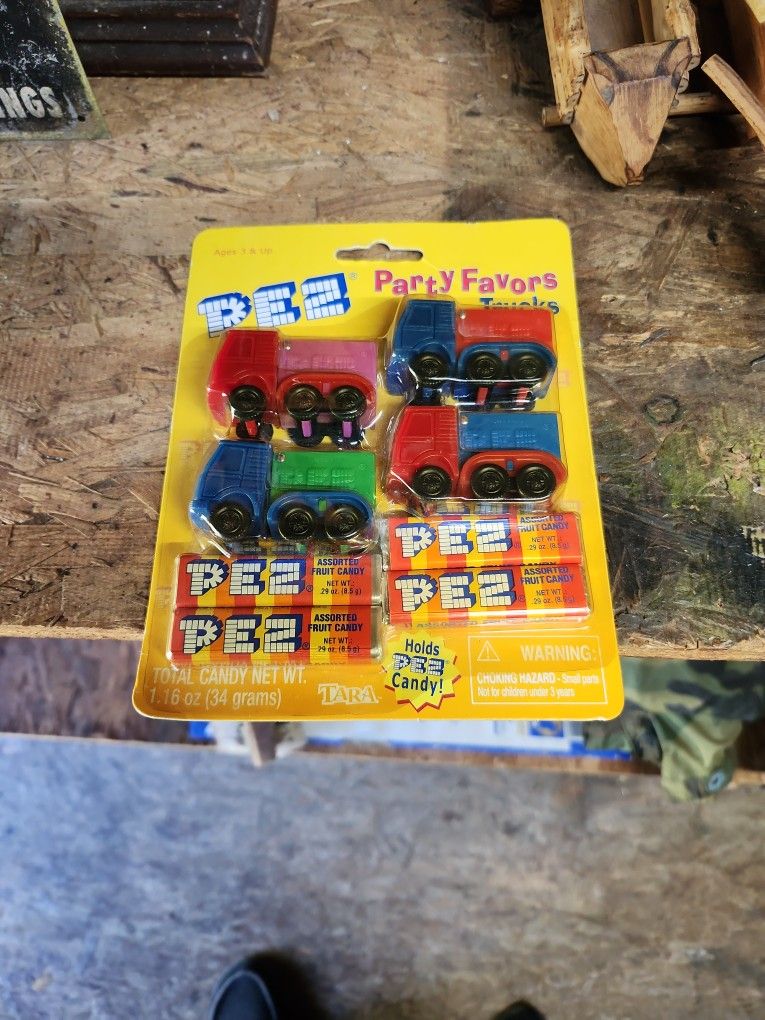 NGS
Ages 3 & Up
PEZ®
Party Favors
Trucks
PEZ
ASSORTED
FRUIT CANDY
NET WT.:
.29 oz. (8.5 g)
PEZ
ASSORTED
FRUIT CANDY
NET WT.:
.29 oz. (8.5 g)
PEZ
ASSORTED
FRUIT CANDY
NET WT.:
.29 oz. (8.5 g)
PEZ
ASSORTED
FRUIT CANDY
NET WT.:
.29 oz. (8.5 g)
TOTAL CANDY NET WT.
1.16 oz (34 grams)
TARA
Holds
PEZ
Candy!
WARNING:
CHOKING HAZARD - Small parts
Not for children under 3 years